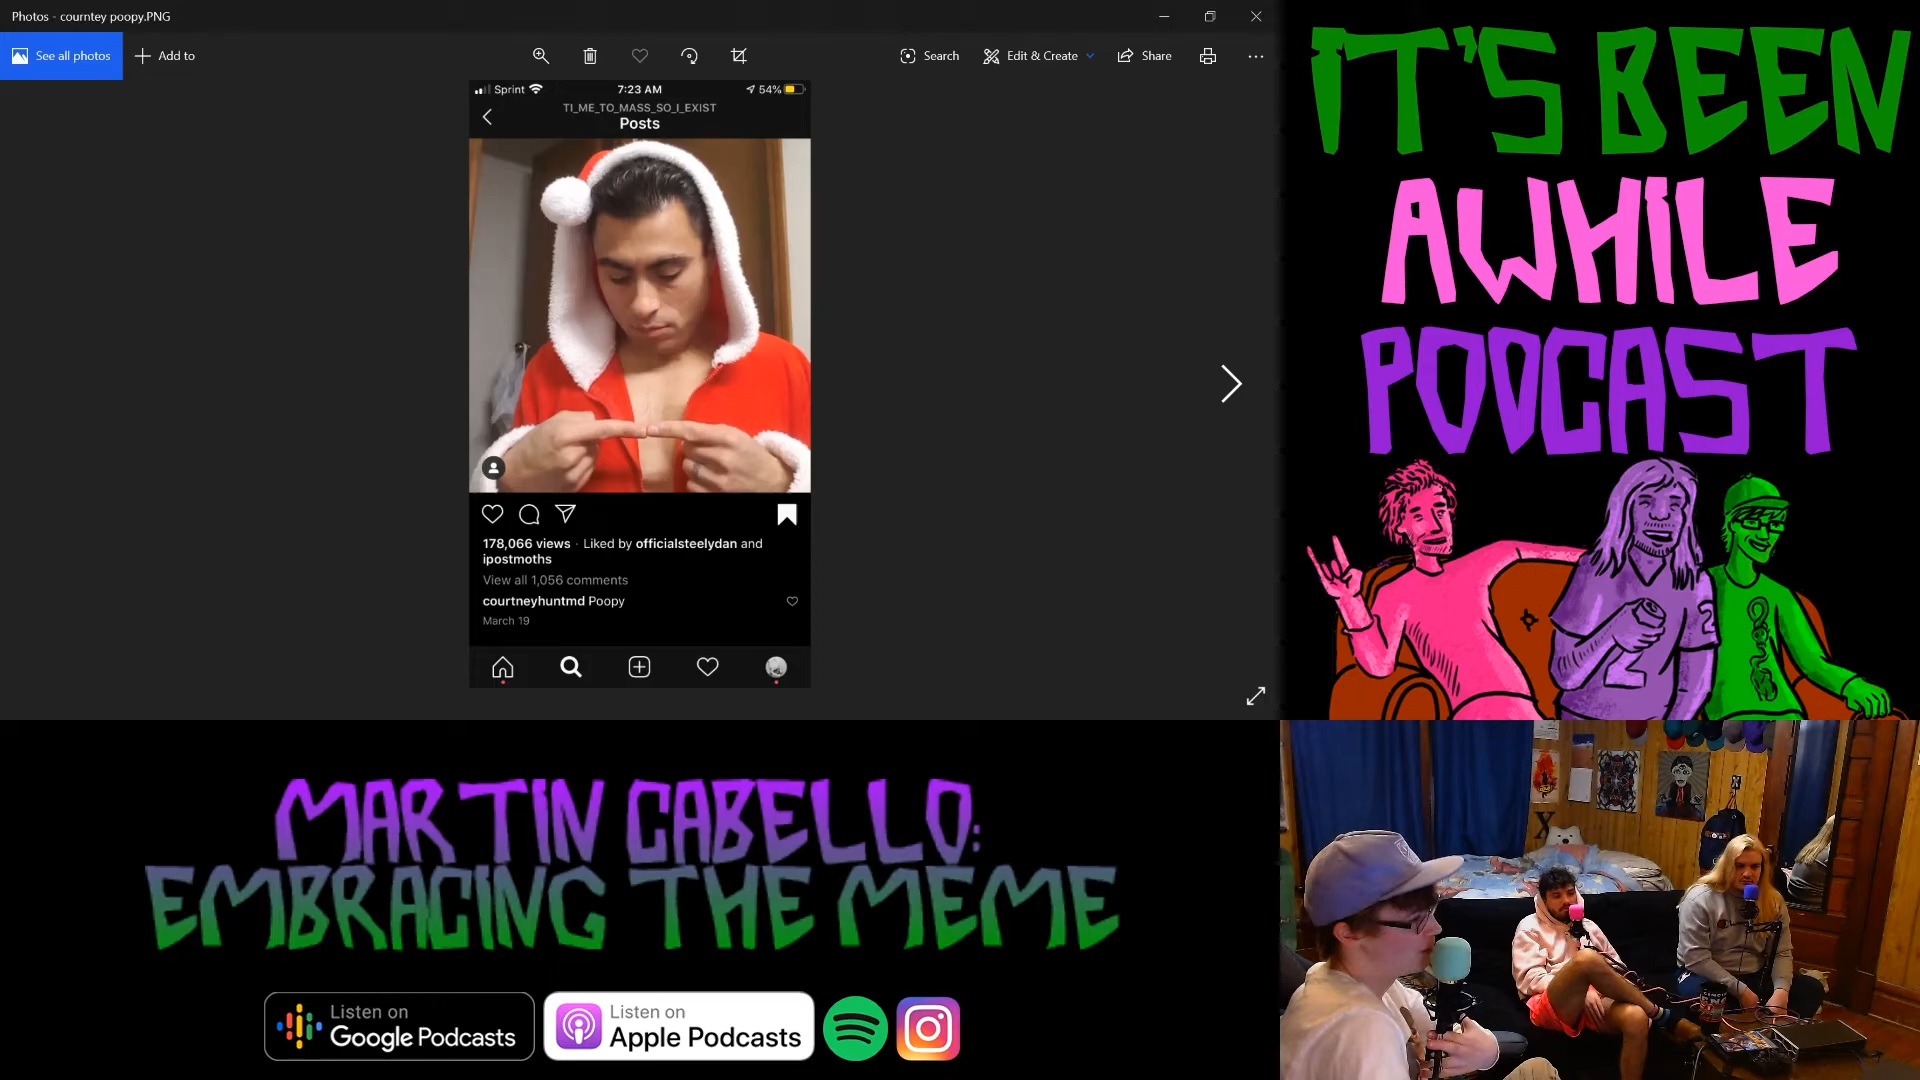 Photos - courntey poopy.PNG
See all photos
Add to
Search
Edit & Create
Share
Sprint
7:23 AM
54%
TI_ME_TO_MASS_SO_I_EXIST
Posts
178,066 views · Liked by officialsteelydan and
ipostmoths
View all 1,056 comments
courtneyhuntmd Poopy
March 19
IT'S BEEN
AWHILE
PODCAST
2
2
MARTIN CABELLO:
EMBRACING THE MEME
Listen on
Google Podcasts
Listen on
Apple Podcasts
X